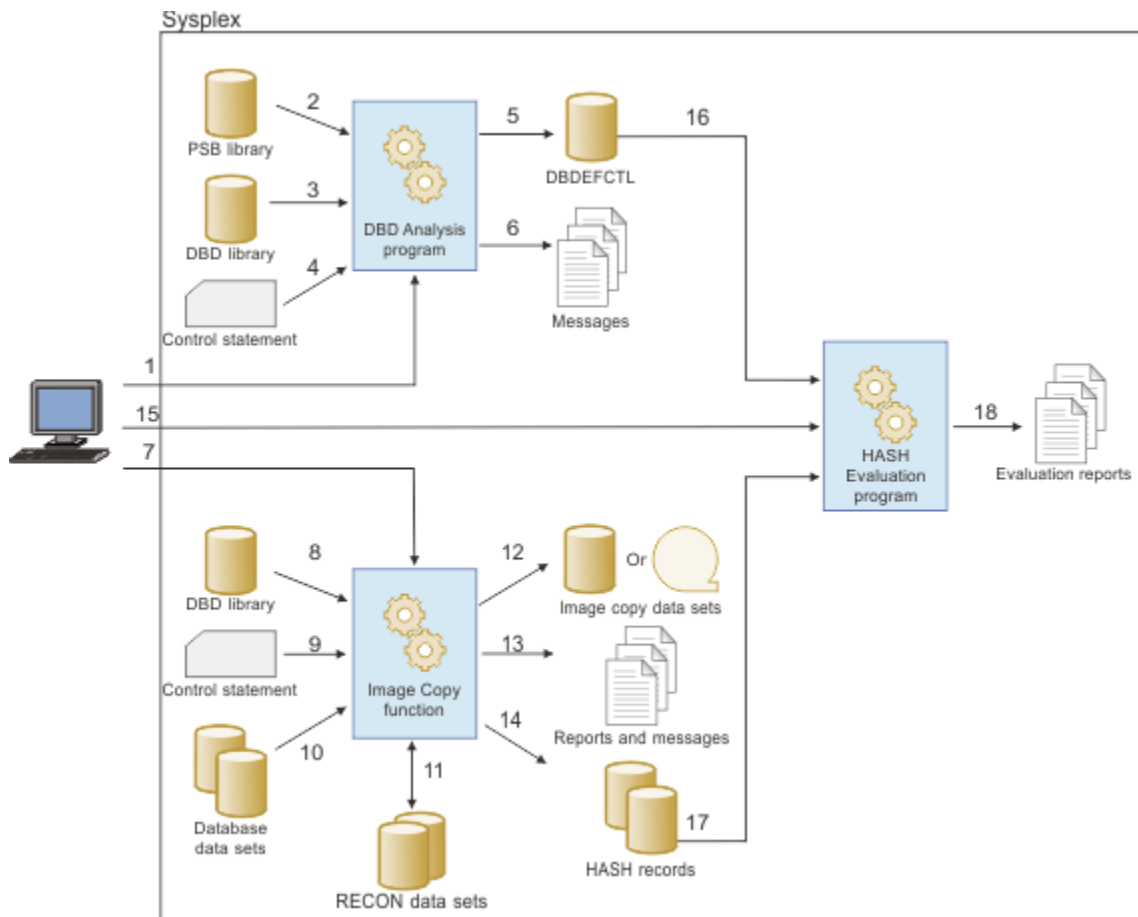 Sysplex
2
5
16
PSB library
DBDEFCTL
3
DBD Analysis
program
6
DBD library
4
Messages
Control statement
1
15
7
18
HASH
Evaluation
program
Evaluation reports
8
12
Or
DBD library
Image copy data sets
9
13
Control statement
Image Copy
function
14
Reports and messages
10
11
17
Database
data sets
HASH records
RECON data sets